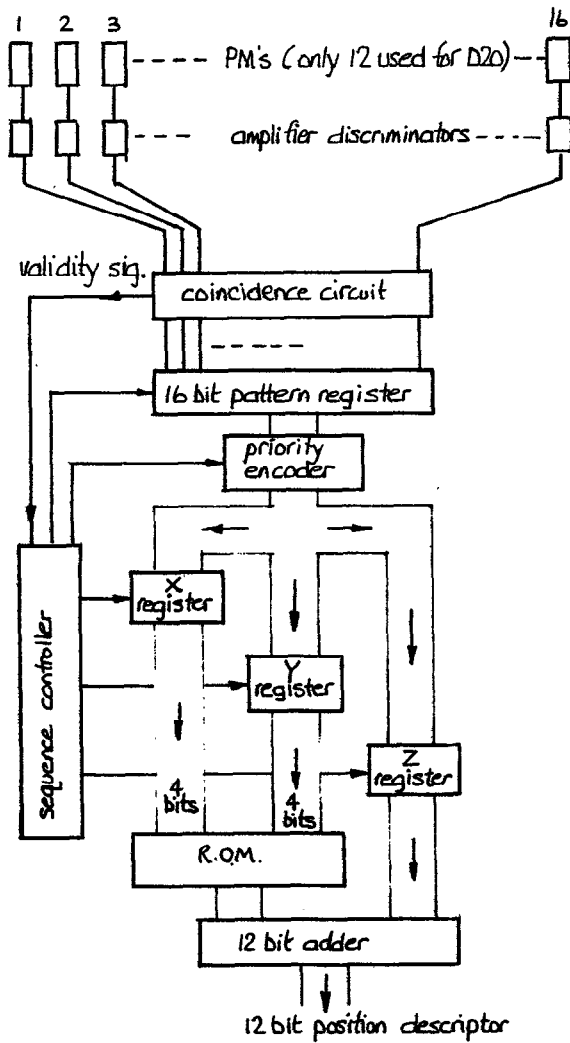 1 2 3 16
PM's (only 12 used for D20)
amplifier discriminators
validity sig.
coincidence circuit
16 bit pattern register
priority
encoder
X
register
Y
register
Z
register
sequence controller
4
bits
4
bits
R.O.M.
12 bit adder
12 bit position descriptor